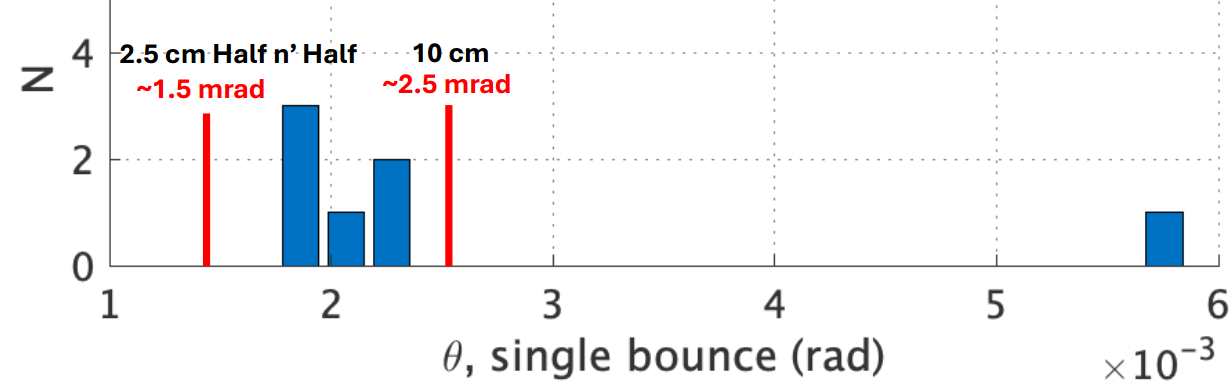 4
2.5 cm Half n’ Half
10 cm
~1.5 mrad
~2.5 mrad
N
2
0
1 2 3 4 5 6
θ, single bounce (rad)
×10⁻³